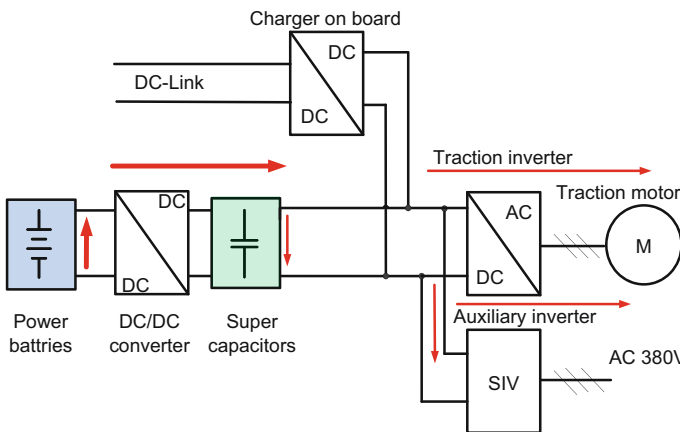 Charger on board
DC
DC-Link
DC
Traction inverter
DC
AC
Traction motor
M
DC
DC
Auxiliary inverter
Power
battries
DC/DC
converter
Super
capacitors
SIV
AC 380V